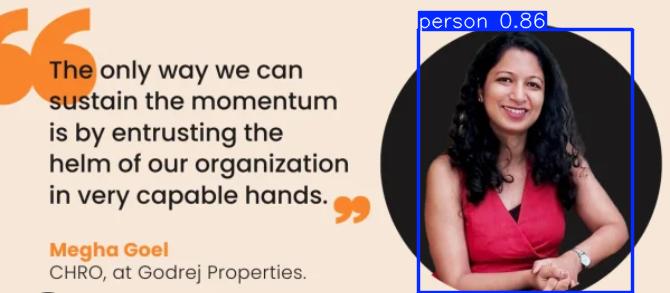 person 0.86
The only way we can
sustain the momentum
is by entrusting the
helm of our organization
in very capable hands.
Megha Goel
CHRO, at Godrej Properties.